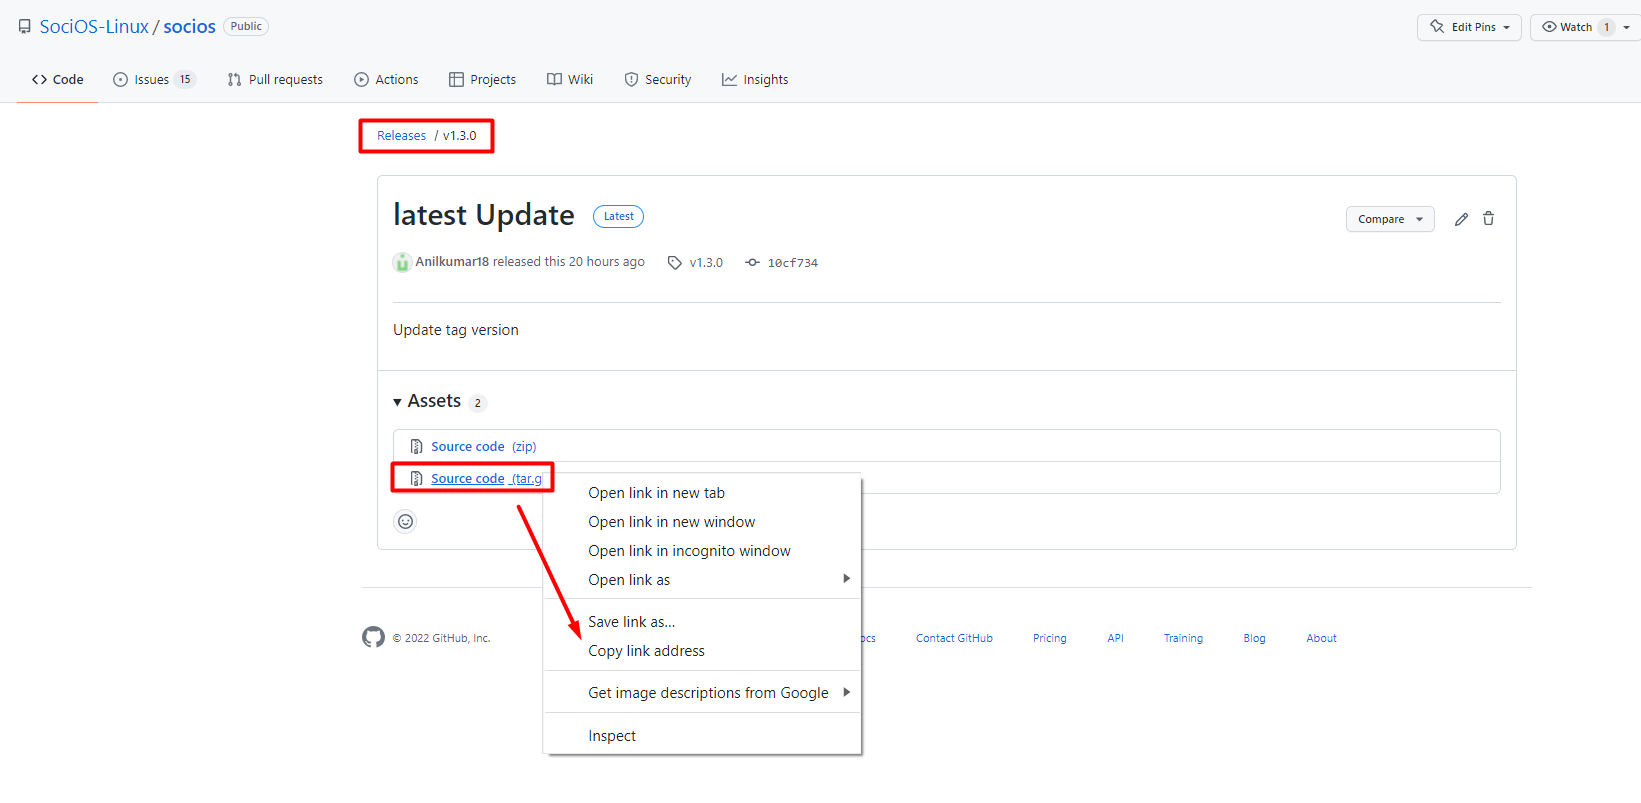 SociOS-Linux / socios Public
Edit Pins
Watch 1
Code
Issues 15
Pull requests
Actions
Projects
Wiki
Security
Insights
Releases / v1.3.0
latest Update Latest
Compare
Anilkumar18 released this 20 hours ago
v1.3.0
10cf734
Update tag version
Assets 2
Source code (zip)
Source code (tar.g
Open link in new tab
Open link in new window
Open link in incognito window
Open link as
Save link as...
Copy link address
Get image descriptions from Google
Inspect
© 2022 GitHub, Inc.
ocs
Contact GitHub
Pricing
API
Training
Blog
About